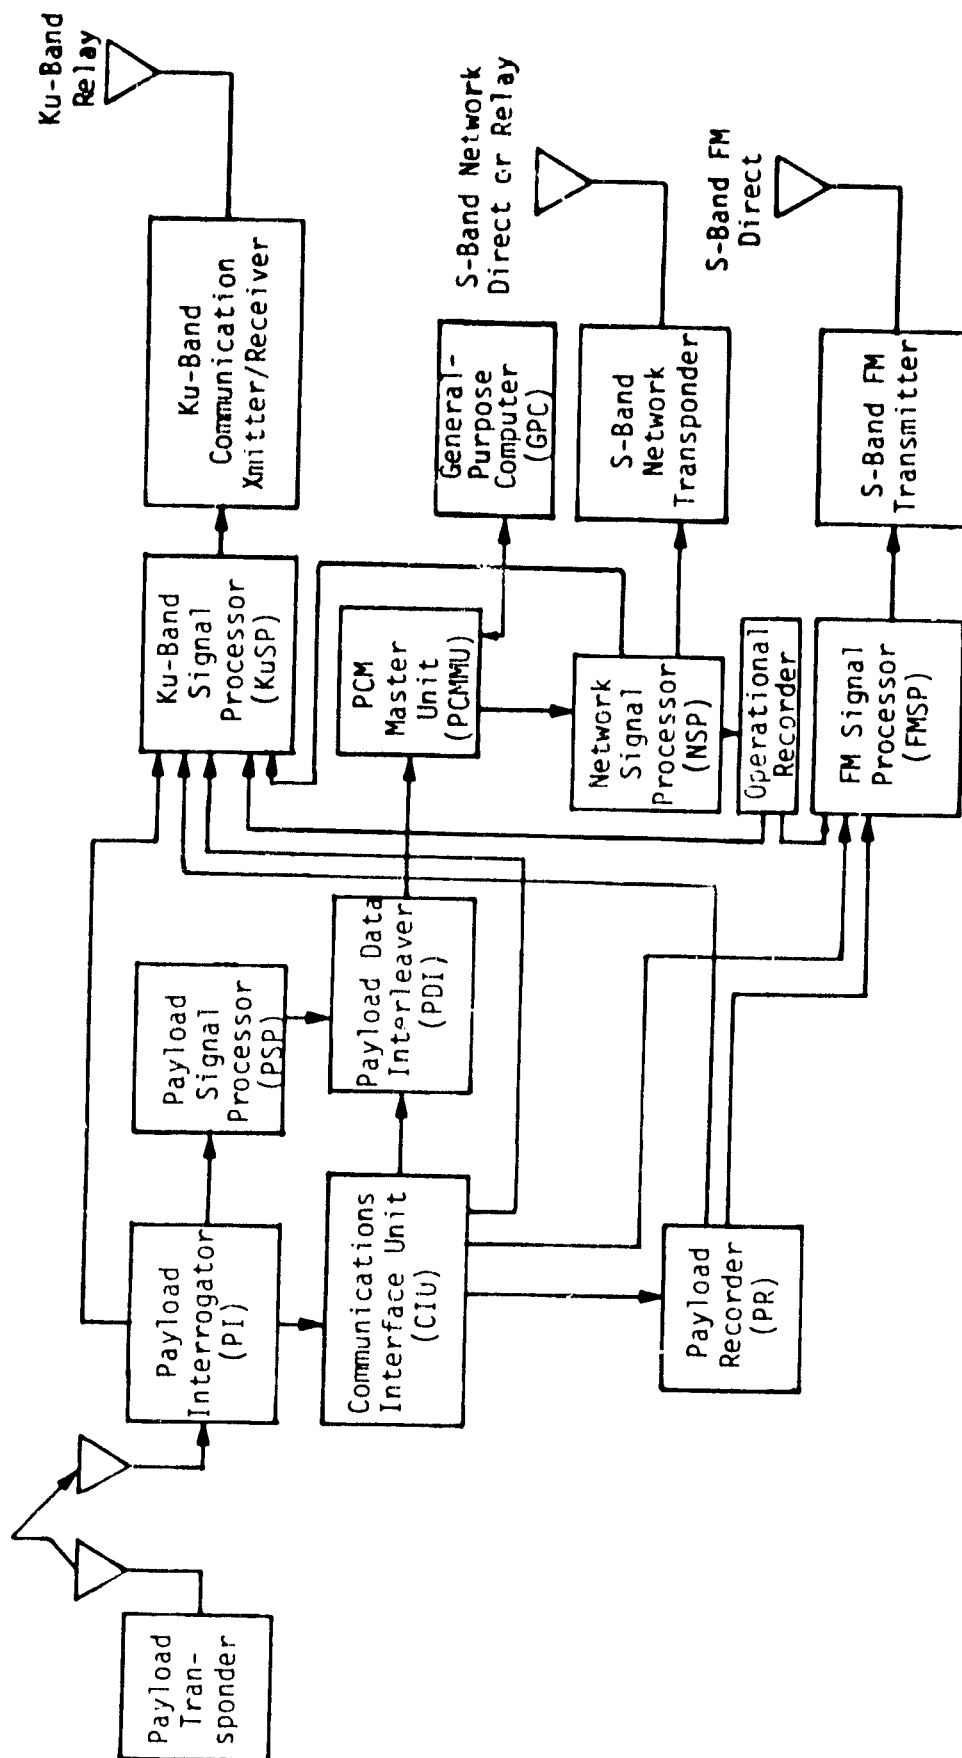 Payload
Tran-
sponder
Payload
Interrogator
(PI)
Communications
Interface Unit
(CIU)
Payload
Signal
Processor
(PSP)
Payload Data
Interleaver
(PDI)
Payload
Recorder
(PR)
Ku-Band
Signal
Processor
(KuSP)
PCM
Master
Unit
(PCMMU)
Network
Signal
Processor
(NSP)
Operational
Recorder
FM Signal
Processor
(FMSP)
Ku-Band
Communication
Xmitter/Receiver
General-
Purpose
Computer
(GPC)
S-Band
Network
Transponder
S-Band FM
Transmitter
Ku-Band
Relay
S-Band Network
Direct or Relay
S-Band FM
Direct